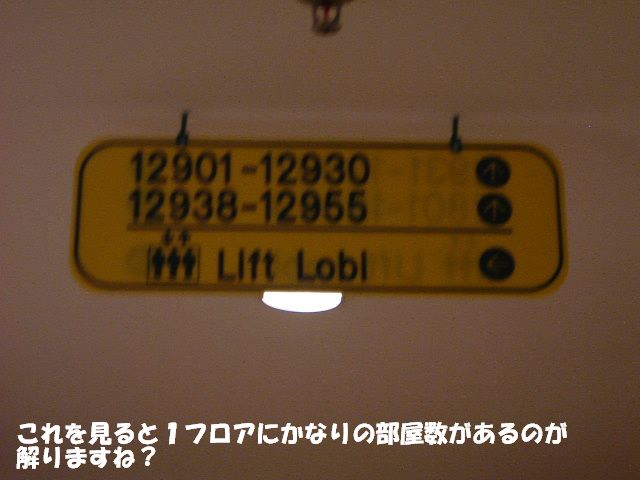 12901-12930
12938-12955
Lift Lobi
これを見ると1フロアにかなりの部屋数があるのが
解りますね?